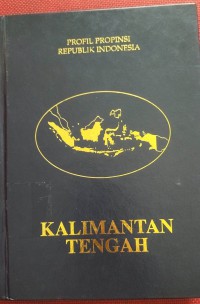 PROFIL PROPINSI
REPUBLIK INDONESIA
KALIMANTAN
TENGAH